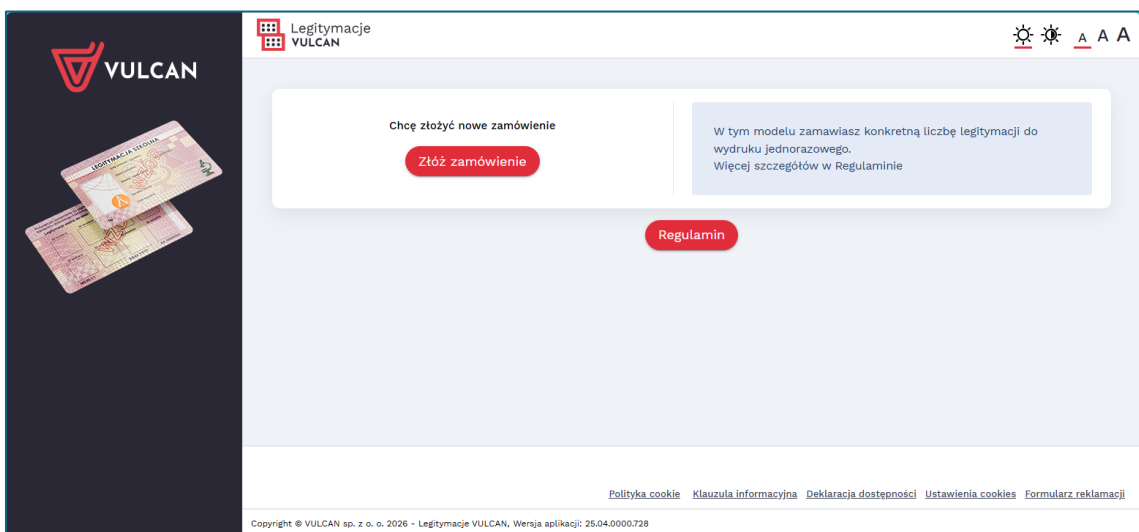 VULCAN
LEGITYMACJA SZKOLNA
Legitymacje
VULCAN
A A A
Chcę złożyć nowe zamówienie
Złóż zamówienie
W tym modelu zamawiasz konkretną liczbę legitymacji do
wydruku jednorazowego.
Więcej szczegółów w Regulaminie
Regulamin
Polityka cookie Klauzula informacyjna Deklaracja dostępności Ustawienia cookies Formularz reklamacji
Copyright © VULCAN sp. z o. o. 2026 - Legitymacje VULCAN, Wersja aplikacji: 25.04.0000.728